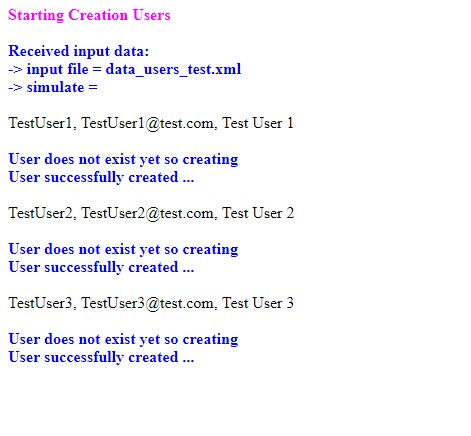 Starting Creation Users
Received input data:
-> input file = data_users_test.xml
-> simulate =
TestUser1, TestUser1@test.com, Test User 1
User does not exist yet so creating
User successfully created ...
TestUser2, TestUser2@test.com, Test User 2
User does not exist yet so creating
User successfully created ...
TestUser3, TestUser3@test.com, Test User 3
User does not exist yet so creating
User successfully created ...